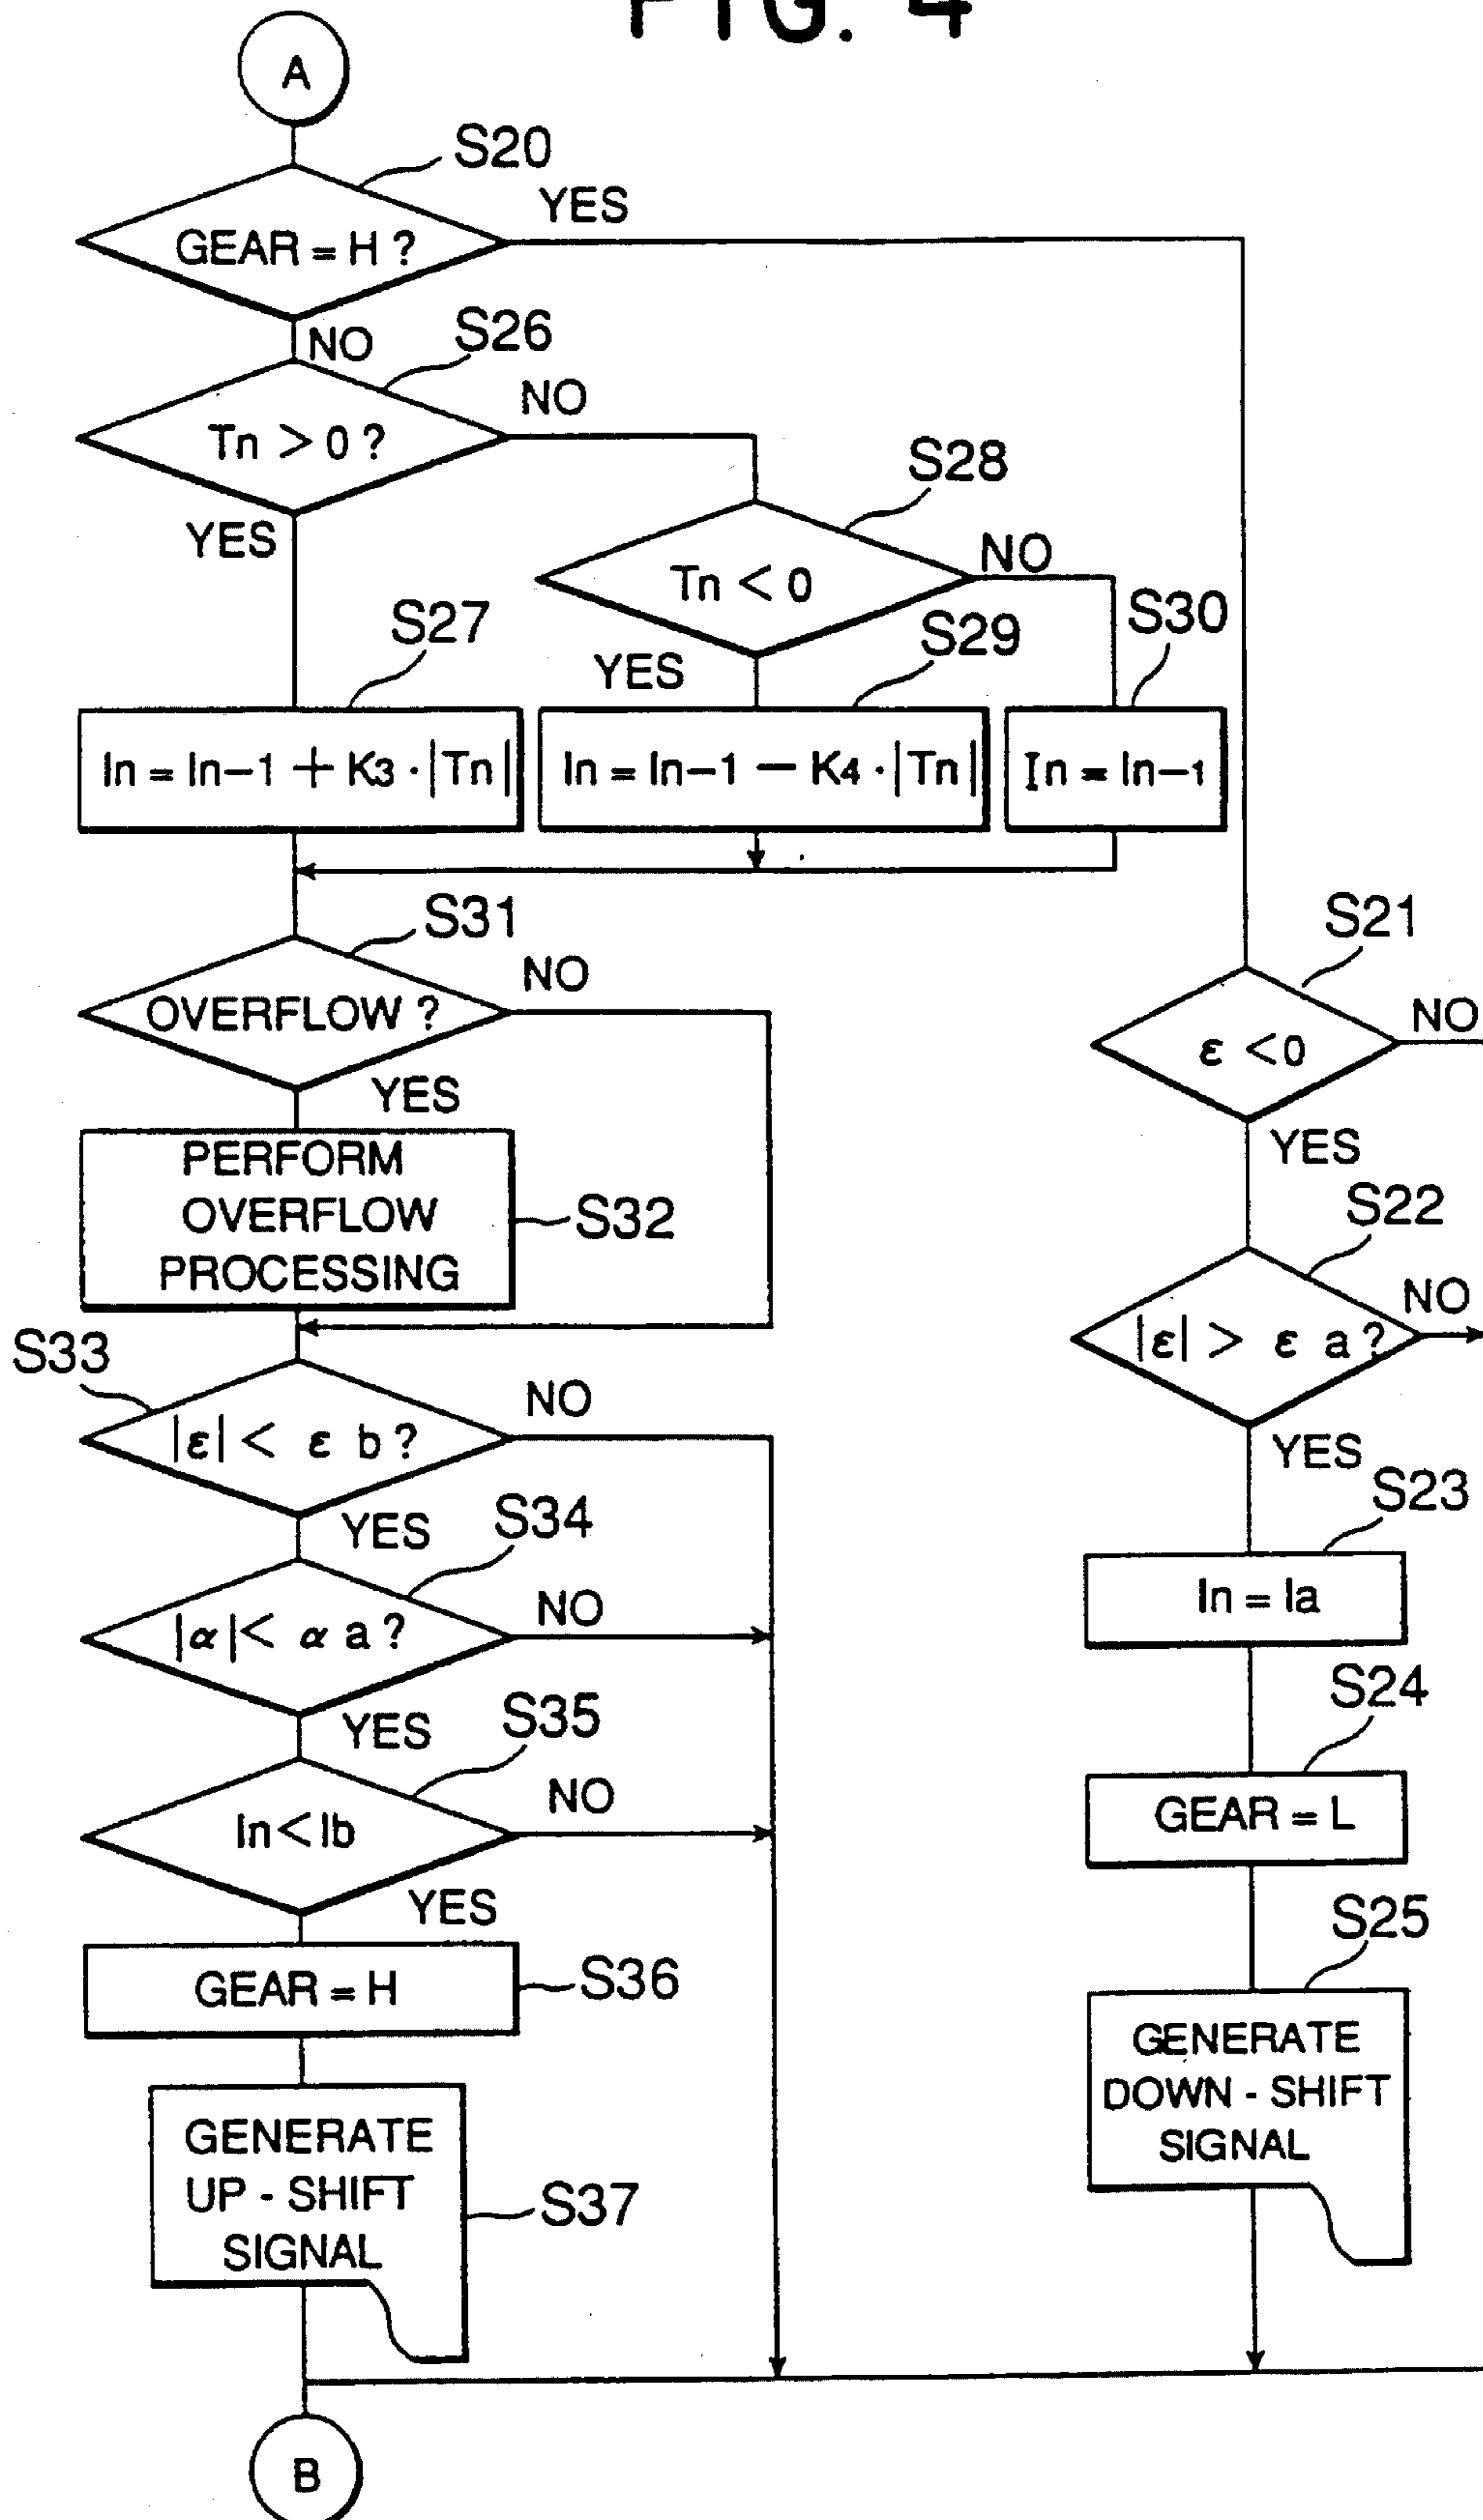 FIG. 4
A
S20
GEAR = H ?
YES
NO
S26
Tn > 0 ?
NO
YES
S28
Tn < 0
NO
YES
S27
S29
S30
In = In-1 + K3 · |Tn|
In = In-1 - K4 · |Tn|
In = In-1
S31
OVERFLOW ?
NO
YES
PERFORM
OVERFLOW
PROCESSING
S32
S33
|ε| < ε b ?
NO
YES
S34
|α| < α a ?
NO
YES
S35
In < Ib
NO
YES
GEAR = H
S36
GENERATE
UP - SHIFT
SIGNAL
S37
S21
ε < 0
NO
YES
S22
|ε| > ε a ?
NO
YES
S23
In = Ia
S24
GEAR = L
S25
GENERATE
DOWN - SHIFT
SIGNAL
B